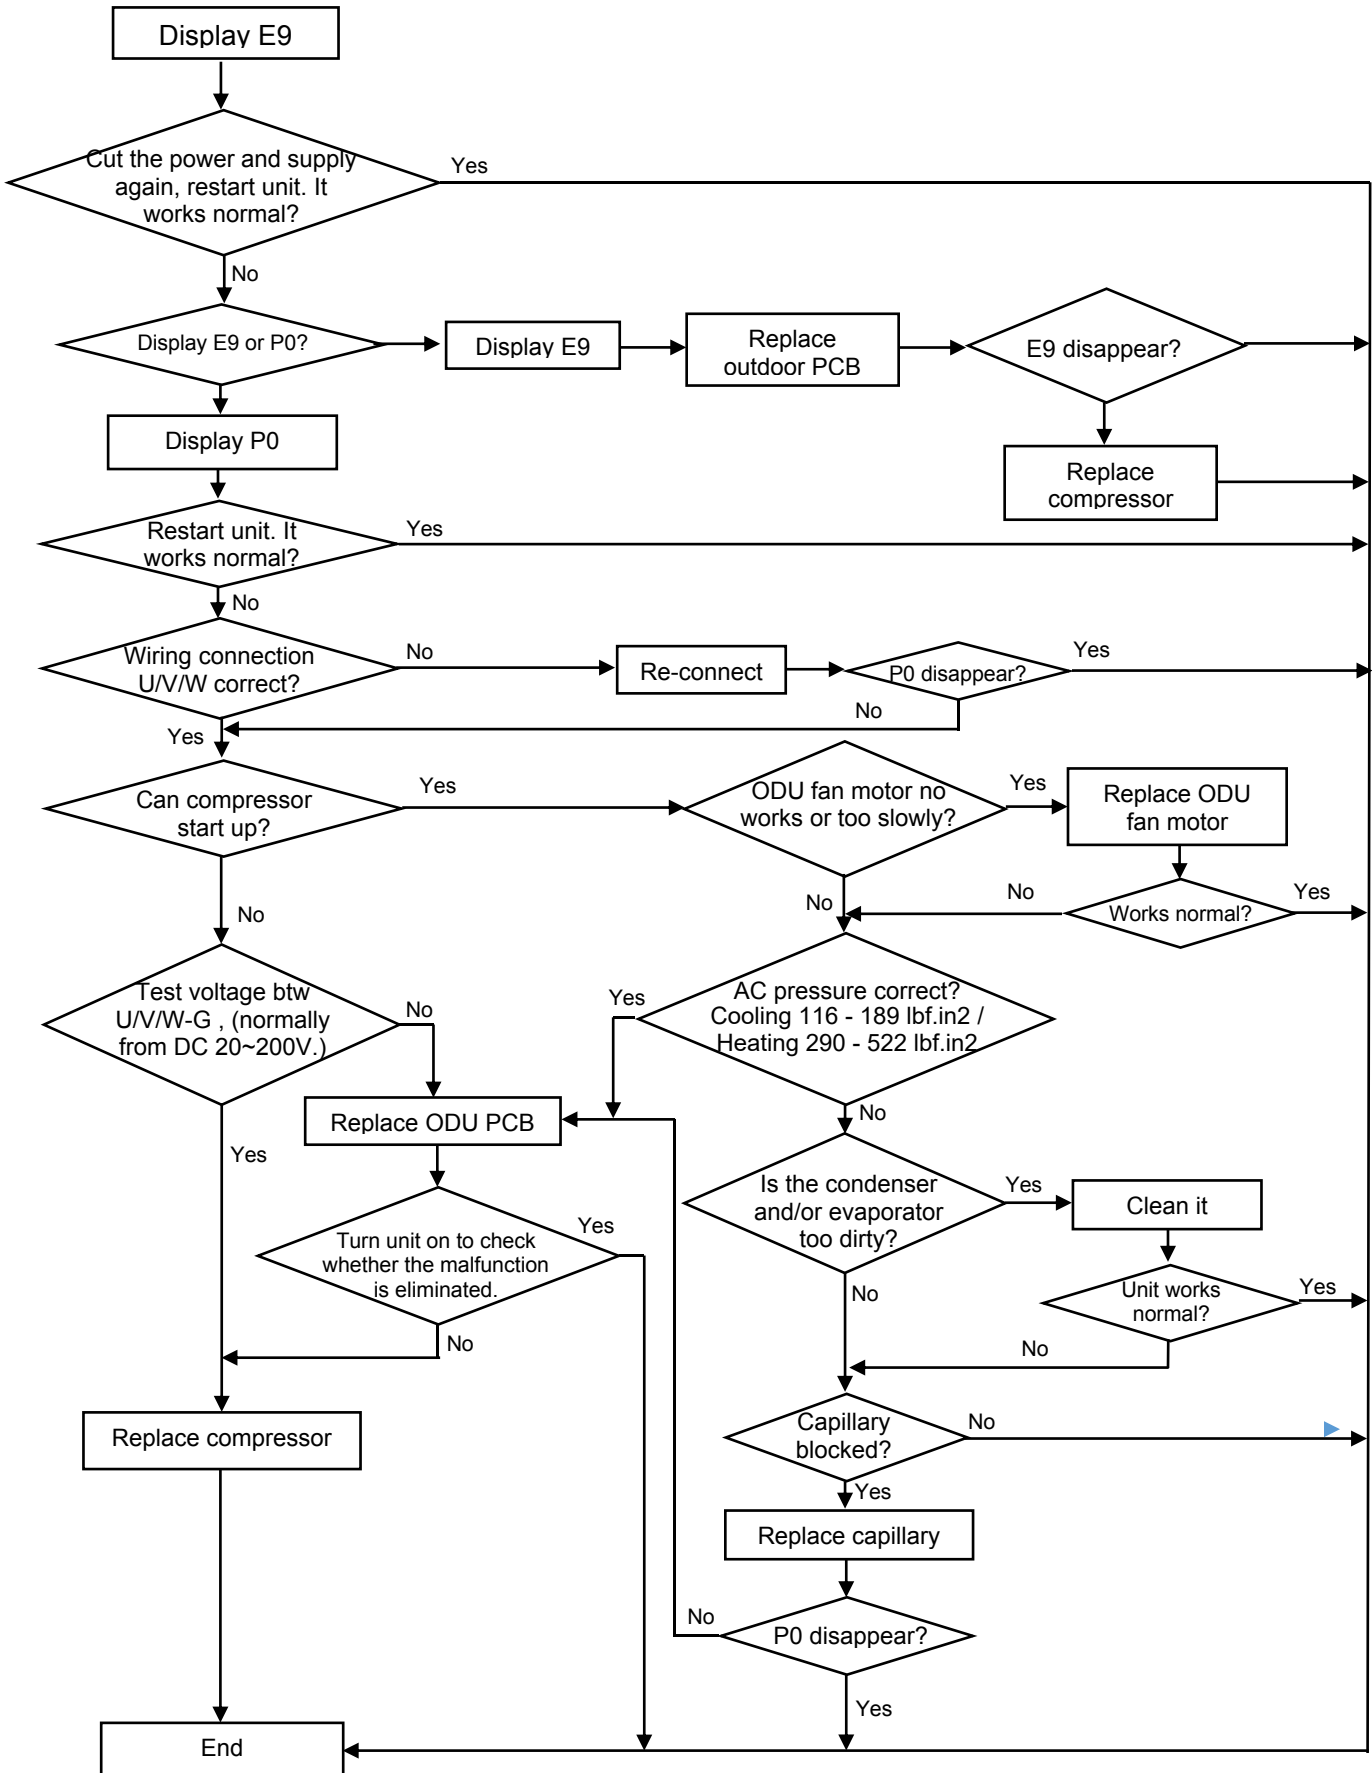 Display E9
Cut the power and supply
again, restart unit. It
works normal?
Yes
No
Display E9 or P0?
Display E9
Replace
outdoor PCB
E9 disappear?
Display P0
Replace
compressor
Restart unit. It
works normal?
Yes
No
Wiring connection
U/V/W correct?
No
Re-connect
P0 disappear?
Yes
No
Yes
Can compressor
start up?
Yes
ODU fan motor no
works or too slowly?
Yes
Replace ODU
fan motor
No
No
No
Works normal?
Yes
Test voltage btw
U/V/W-G , (normally
from DC 20~200V.)
No
Yes
AC pressure correct?
Cooling 116 - 189 lbf.in2 /
Heating 290 - 522 lbf.in2
Replace ODU PCB
No
Yes
Is the condenser
and/or evaporator
too dirty?
Yes
Clean it
Turn unit on to check
whether the malfunction
is eliminated.
Yes
No
Unit works
normal?
Yes
No
No
Replace compressor
Capillary
blocked?
No
Yes
Replace capillary
No
P0 disappear?
Yes
End